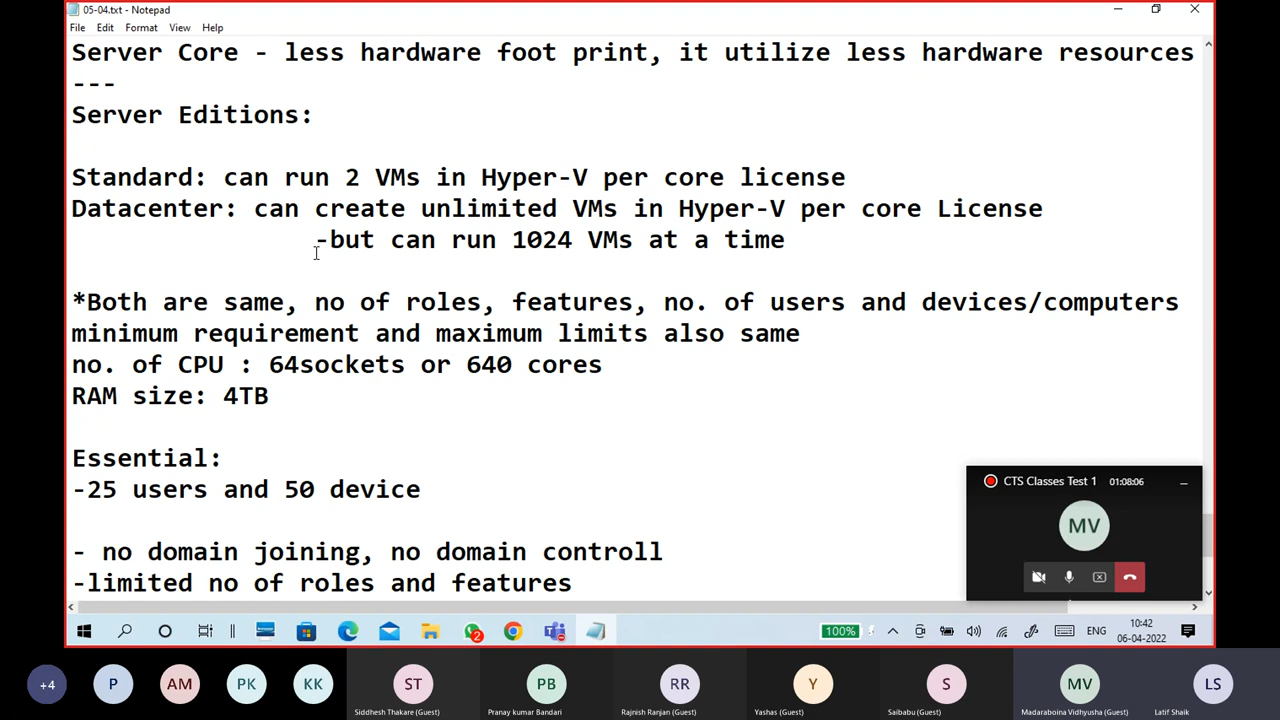 05-04.txt - Notepad
File Edit Format View Help
Server Core - less hardware foot print, it utilize less hardware resources
---
Server Editions:
Standard: can run 2 VMs in Hyper-V per core license
Datacenter: can create unlimited VMs in Hyper-V per core License
-but can run 1024 VMs at a time
*Both are same, no of roles, features, no. of users and devices/computers
minimum requirement and maximum limits also same
no. of CPU : 64sockets or 640 cores
RAM size: 4TB
Essential:
-25 users and 50 device
- no domain joining, no domain controll
-limited no of roles and features
CTS Classes Test 1 01:08:06
MV
2
100%
ENG
10:42
06-04-2022
+4 P AM PK KK ST PB RR Y S MV LS
Siddhesh Thakare (Guest) Pranay kumar Bandari Rajnish Ranjan (Guest) Yashas (Guest) Saibabu (Guest) Madaraboina Vidhyusha (Guest) Latif Shaik